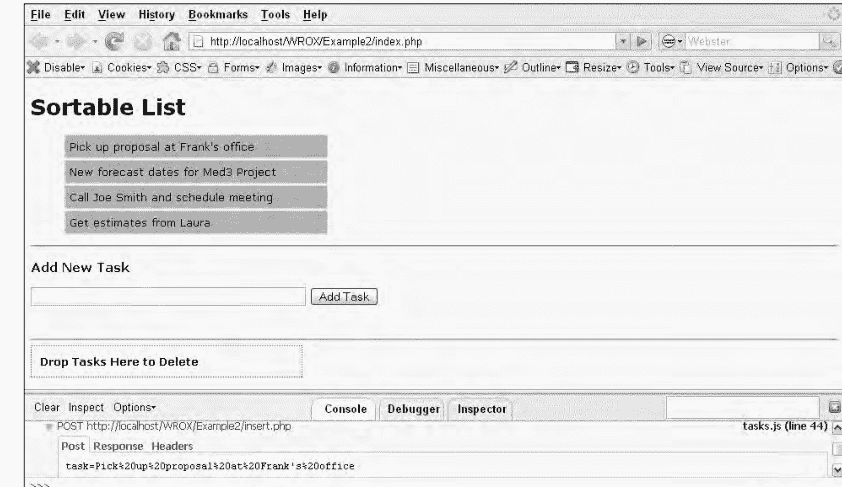 File Edit View History Bookmarks Tools Help
http://localhost/WROX/Example2/index.php Webster
Disable Cookies CSS Forms Images Information Miscellaneous Outline Resize Tools View Source Options
Sortable List
Pick up proposal at Frank's office
New forecast dates for Med3 Project
Call Joe Smith and schedule meeting
Get estimates from Laura
Add New Task
Add Task
Drop Tasks Here to Delete
Clear Inspect Options Console Debugger Inspector
POST http://localhost/WROX/Example2/insert.php tasks.js (line 44)
Post Response Headers
task=Pick%20up%20proposal%20at%20Frank's%20office
>>>